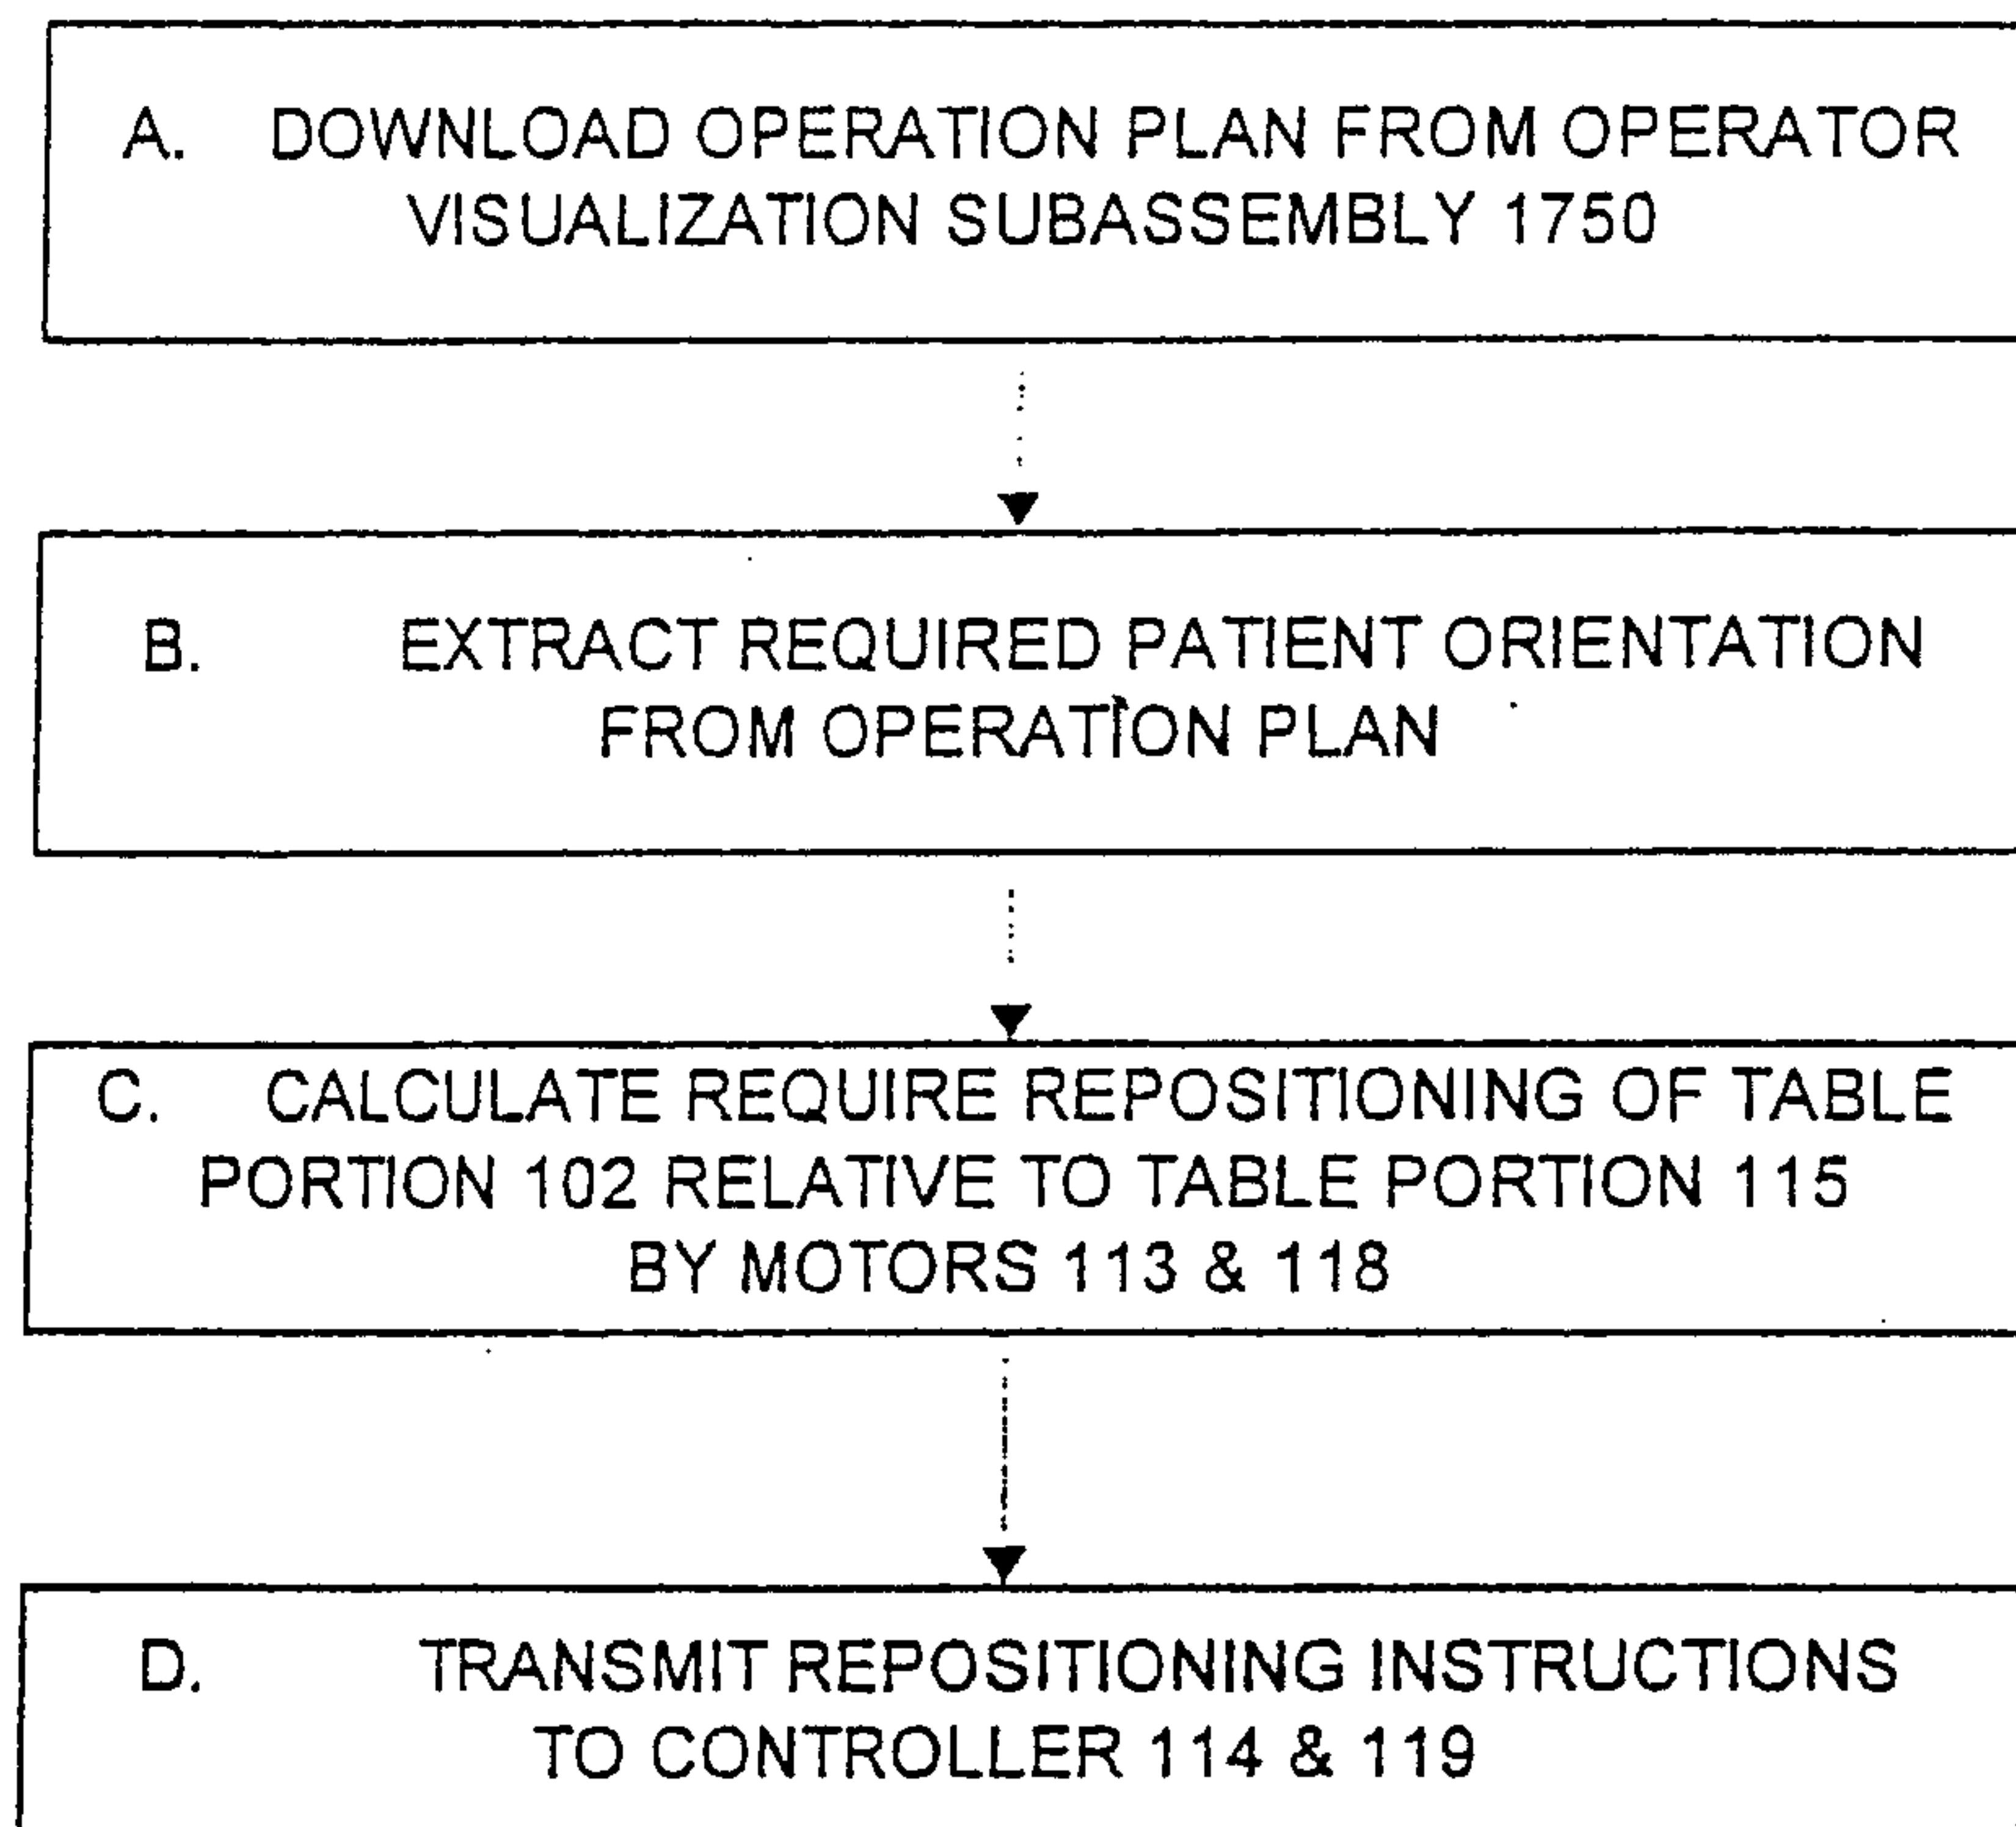 A. DOWNLOAD OPERATION PLAN FROM OPERATOR
VISUALIZATION SUBASSEMBLY 1750
B. EXTRACT REQUIRED PATIENT ORIENTATION
FROM OPERATION PLAN
C. CALCULATE REQUIRE REPOSITIONING OF TABLE
PORTION 102 RELATIVE TO TABLE PORTION 115
BY MOTORS 113 & 118
D. TRANSMIT REPOSITIONING INSTRUCTIONS
TO CONTROLLER 114 & 119